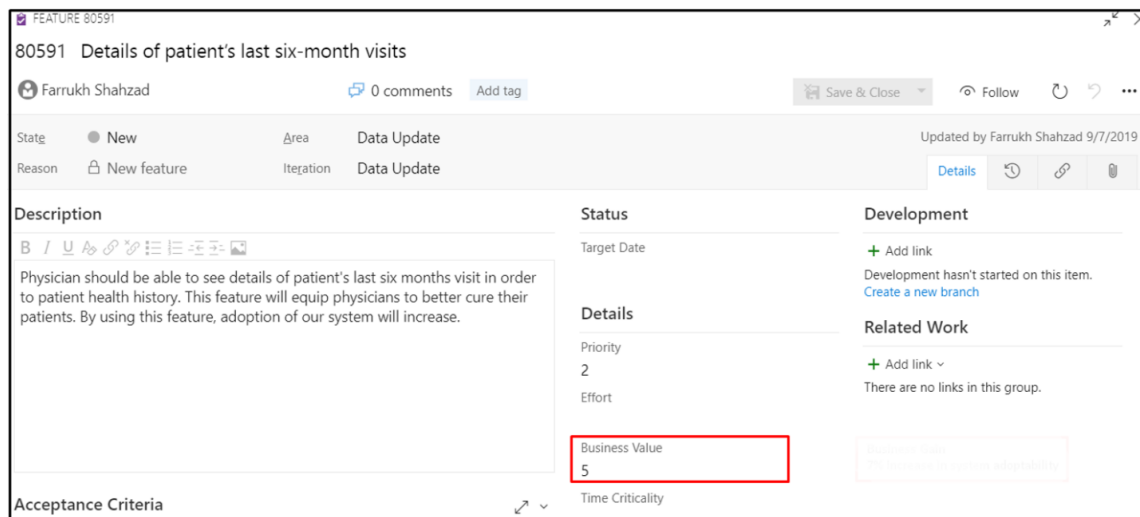 FEATURE 80591
80591 Details of patient's last six-month visits
Farrukh Shahzad 0 comments Add tag Save & Close Follow
State New Area Data Update Updated by Farrukh Shahzad 9/7/2019
Reason New feature Iteration Data Update Details
Description
B I U
Physician should be able to see details of patient's last six months visit in order
to patient health history. This feature will equip physicians to better cure their
patients. By using this feature, adoption of our system will increase.
Acceptance Criteria
Status
Target Date
Details
Priority
2
Effort
Business Value
5
Time Criticality
Development
Add link
Development hasn't started on this item.
Create a new branch
Related Work
Add link
There are no links in this group.